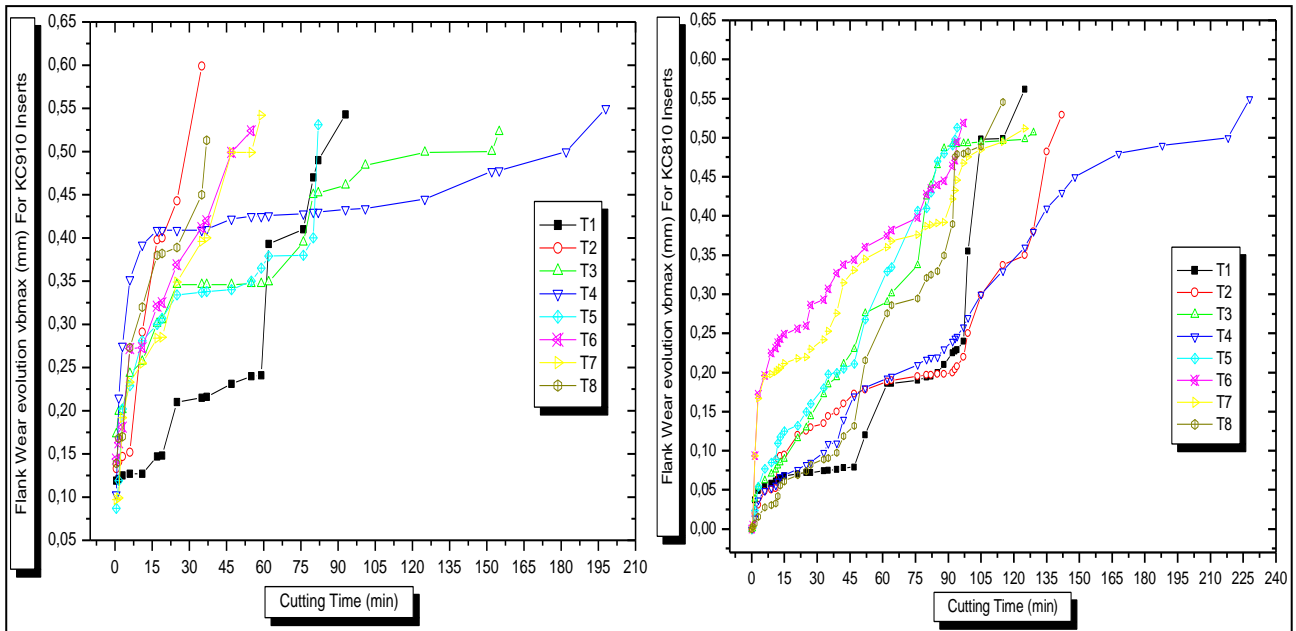 Flank Wear evolution vbmax (mm) For KC910 Inserts
0,65
0,60
0,55
0,50
0,45
0,40
0,35
0,30
0,25
0,20
0,15
0,10
0,05
0 15 30 45 60 75 90 105 120 135 150 165 180 195 210
Cutting Time (min)
T1
T2
T3
T4
T5
T6
T7
T8
Flank Wear evolution vbmax (mm) For KC810 Inserts
0,65
0,60
0,55
0,50
0,45
0,40
0,35
0,30
0,25
0,20
0,15
0,10
0,05
0,00
0 15 30 45 60 75 90 105 120 135 150 165 180 195 210 225 240
Cutting Time (min)
T1
T2
T3
T4
T5
T6
T7
T8